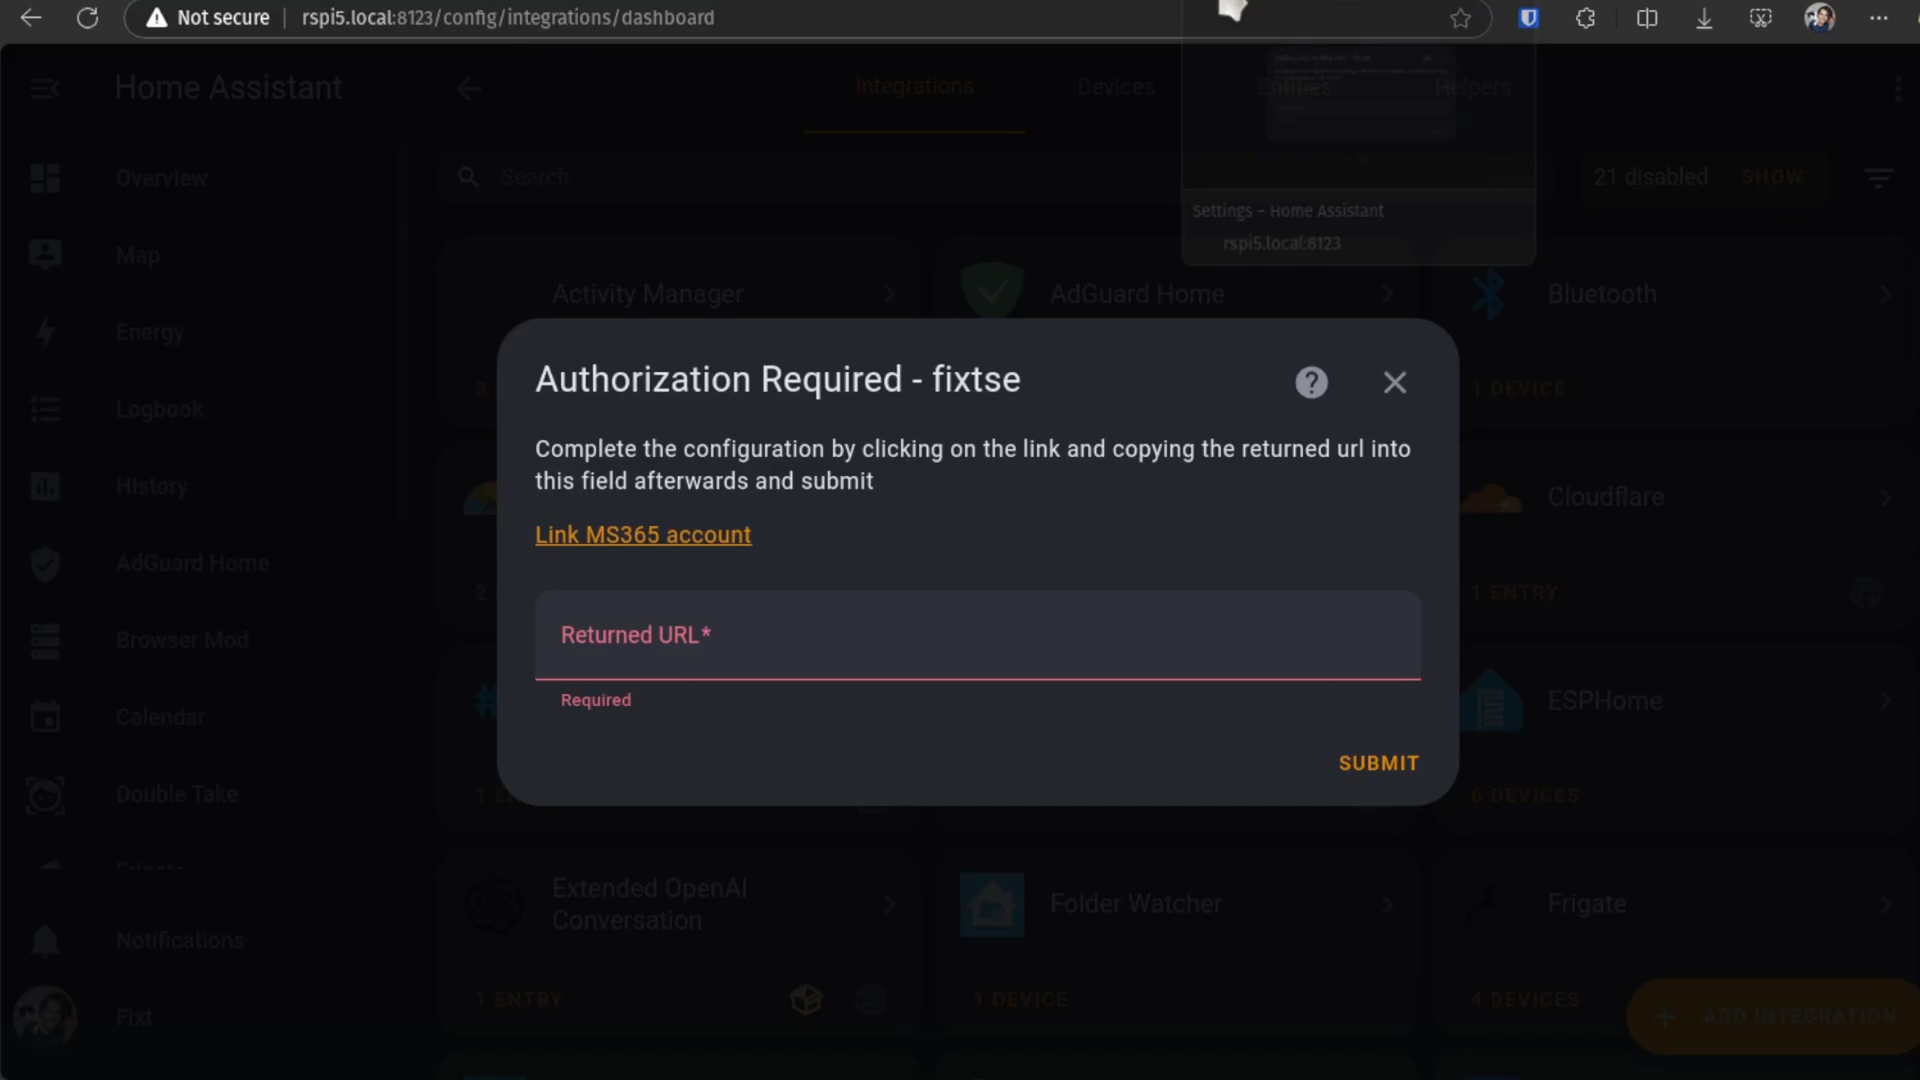 Not secure
rspi5.local:8123/config/integrations/dashboard
Home Assistant
Integrations
Devices
Entities
Helpers
Overview
Search
21 disabled
SHOW
Settings – Home Assistant
rspi5.local:8123
Map
Activity Manager
AdGuard Home
Bluetooth
Energy
Authorization Required - fixtse
3
1 DEVICE
Logbook
Complete the configuration by clicking on the link and copying the returned url into
this field afterwards and submit
History
Cloudflare
Link MS365 account
AdGuard Home
2
1 ENTRY
Returned URL*
Browser Mod
Required
ESPHome
Calendar
SUBMIT
Double Take
6 DEVICES
Extended OpenAI
Conversation
Folder Watcher
Frigate
Notifications
1 ENTRY
1 DEVICE
4 DEVICES
Fixt
ADD INTEGRATION